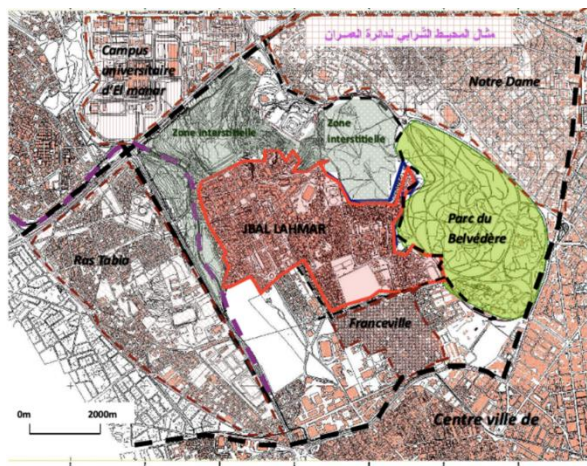 مثال المحيط الترابي لدائرة العمران
Campus
universitaire
d'El manar
Notre Dame
Zone interstitielle
Zone
interstitielle
Parc du
Belvédère
JBAL LAHMAR
Ras Tabia
Franceville
0m 2000m
Centre ville de